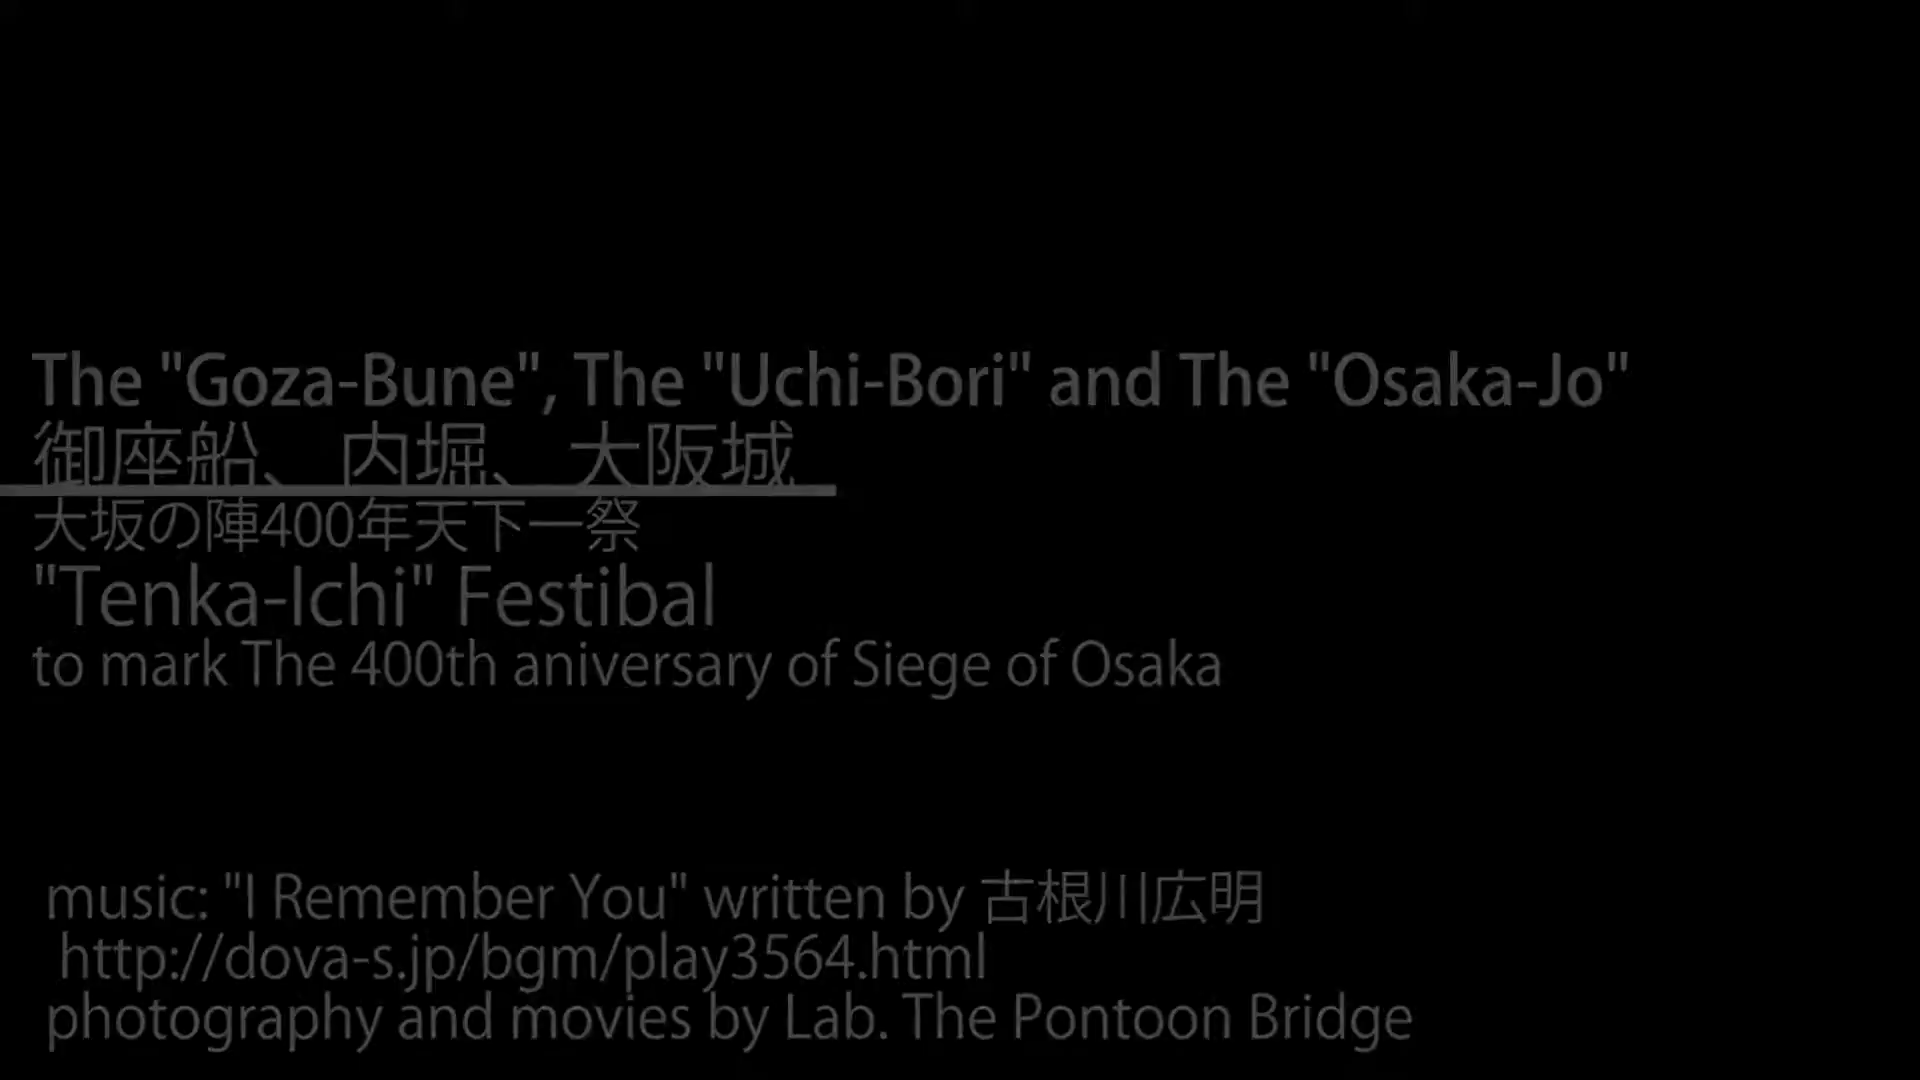 The "Goza-Bune", The "Uchi-Bori" and The "Osaka-Jo"
御座船、内堀、大阪城
大坂の陣400年天下一祭
"Tenka-Ichi" Festibal
to mark The 400th aniversary of Siege of Osaka
music: "I Remember You" written by 古根川広明
http://dova-s.jp/bgm/play3564.html
photography and movies by Lab. The Pontoon Bridge